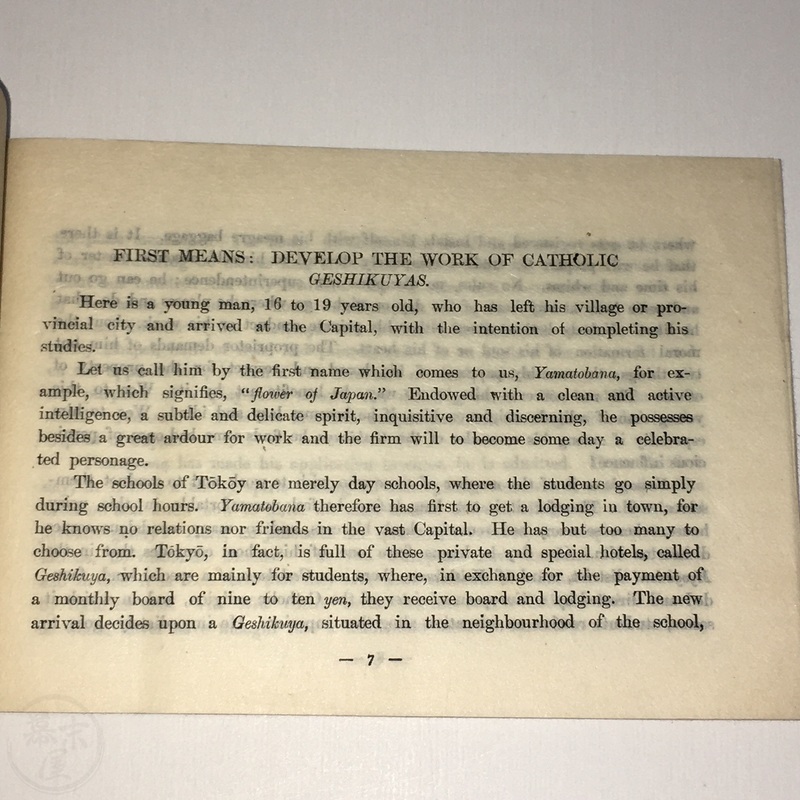 FIRST MEANS: DEVELOP THE WORK OF CATHOLIC
GESHIKUYAS.
Here is a young man, 16 to 19 years old, who has left his village or pro-
vincial city and arrived at the Capital, with the intention of completing his
studies.
Let us call him by the first name which comes to us, Yamatobana, for ex-
ample, which signifies, "flower of Japan." Endowed with a clean and active
intelligence, a subtle and delicate spirit, inquisitive and discerning, he possesses
besides a great ardour for work and the firm will to become some day a celebra-
ted personage.
The schools of Tōkōy are merely day schools, where the students go simply
during school hours. Yamatobana therefore has first to get a lodging in town, for
he knows no relations nor friends in the vast Capital. He has but too many to
choose from. Tōkyō, in fact, is full of these private and special hotels, called
Geshikuya, which are mainly for students, where, in exchange for the payment of
a monthly board of nine to ten yen, they receive board and lodging. The new
arrival decides upon a Geshikuya, situated in the neighbourhood of the school,
— 7 —
幕末屋